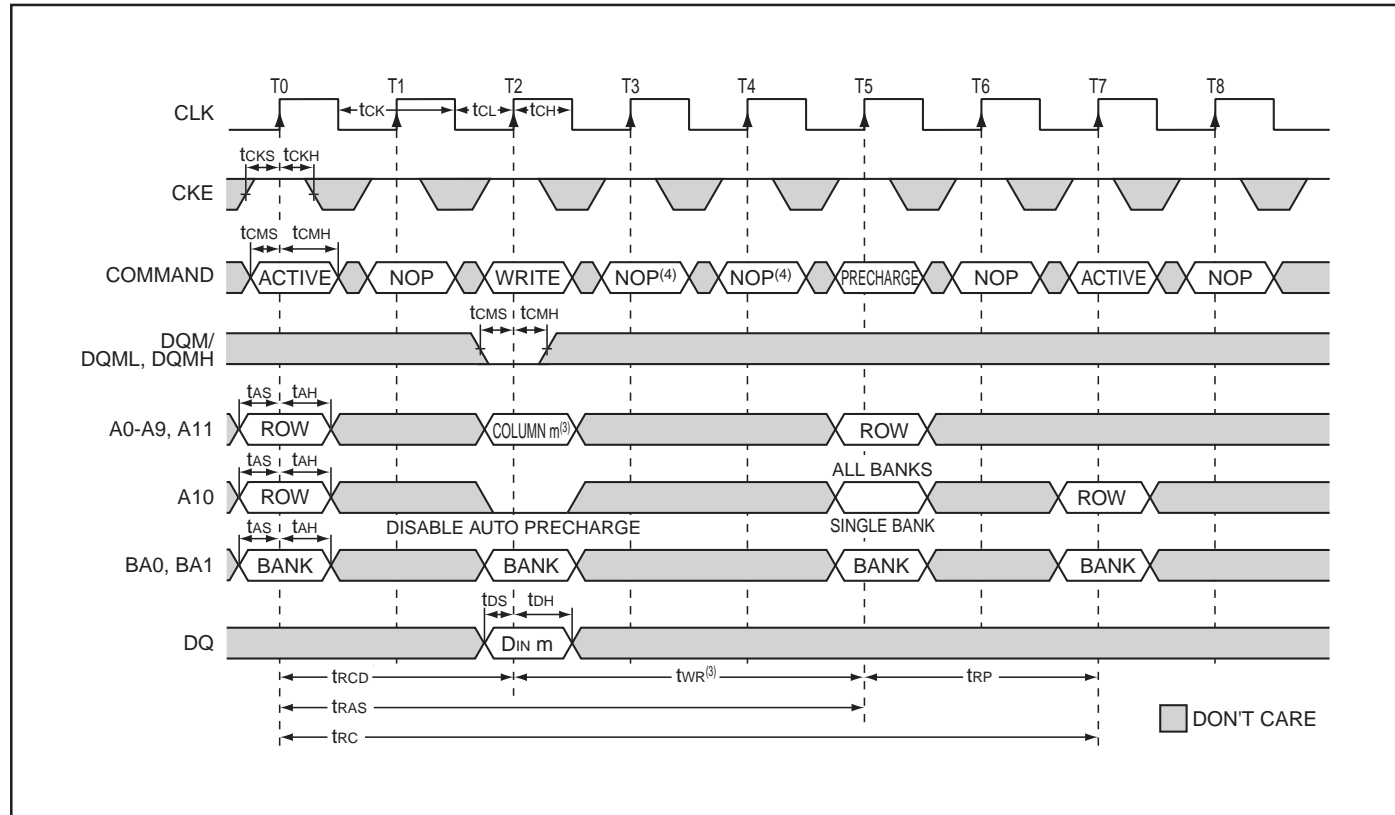 T0 T1 T2 T3 T4 T5 T6 T7 T8
CLK
tCK tCL tCH
tCKS tCKH
CKE
tCMS tCMH
COMMAND
ACTIVE NOP WRITE NOP(4) NOP(4) PRECHARGE NOP ACTIVE NOP
tCMS tCMH
DQM/
DQML, DQMH
tAS tAH
A0-A9, A11
ROW COLUMN m(3) ROW
tAS tAH
ALL BANKS
A10
ROW ROW
tAS tAH
DISABLE AUTO PRECHARGE
SINGLE BANK
BA0, BA1
BANK BANK BANK BANK
tDS tDH
DQ
DIN m
tRCD tWR(3) tRP
tRAS
DON'T CARE
tRC